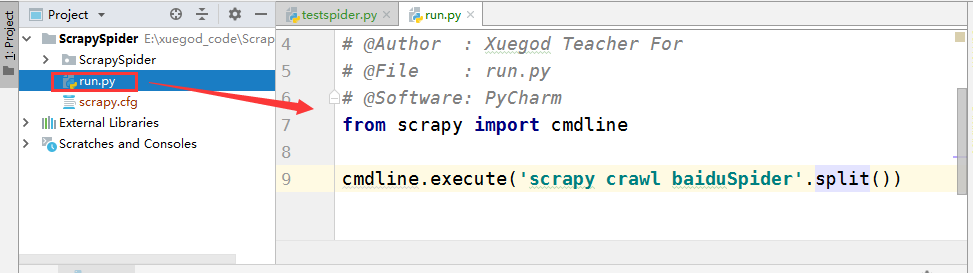 1: Project
Project
testspider.py
run.py
ScrapySpider E:\xuegod_code\Scrap
ScrapySpider
run.py
scrapy.cfg
External Libraries
Scratches and Consoles
4 # @Author  : Xuegod Teacher For
5 # @File    : run.py
6 # @Software: PyCharm
7 from scrapy import cmdline
8
9 cmdline.execute('scrapy crawl baiduSpider'.split())